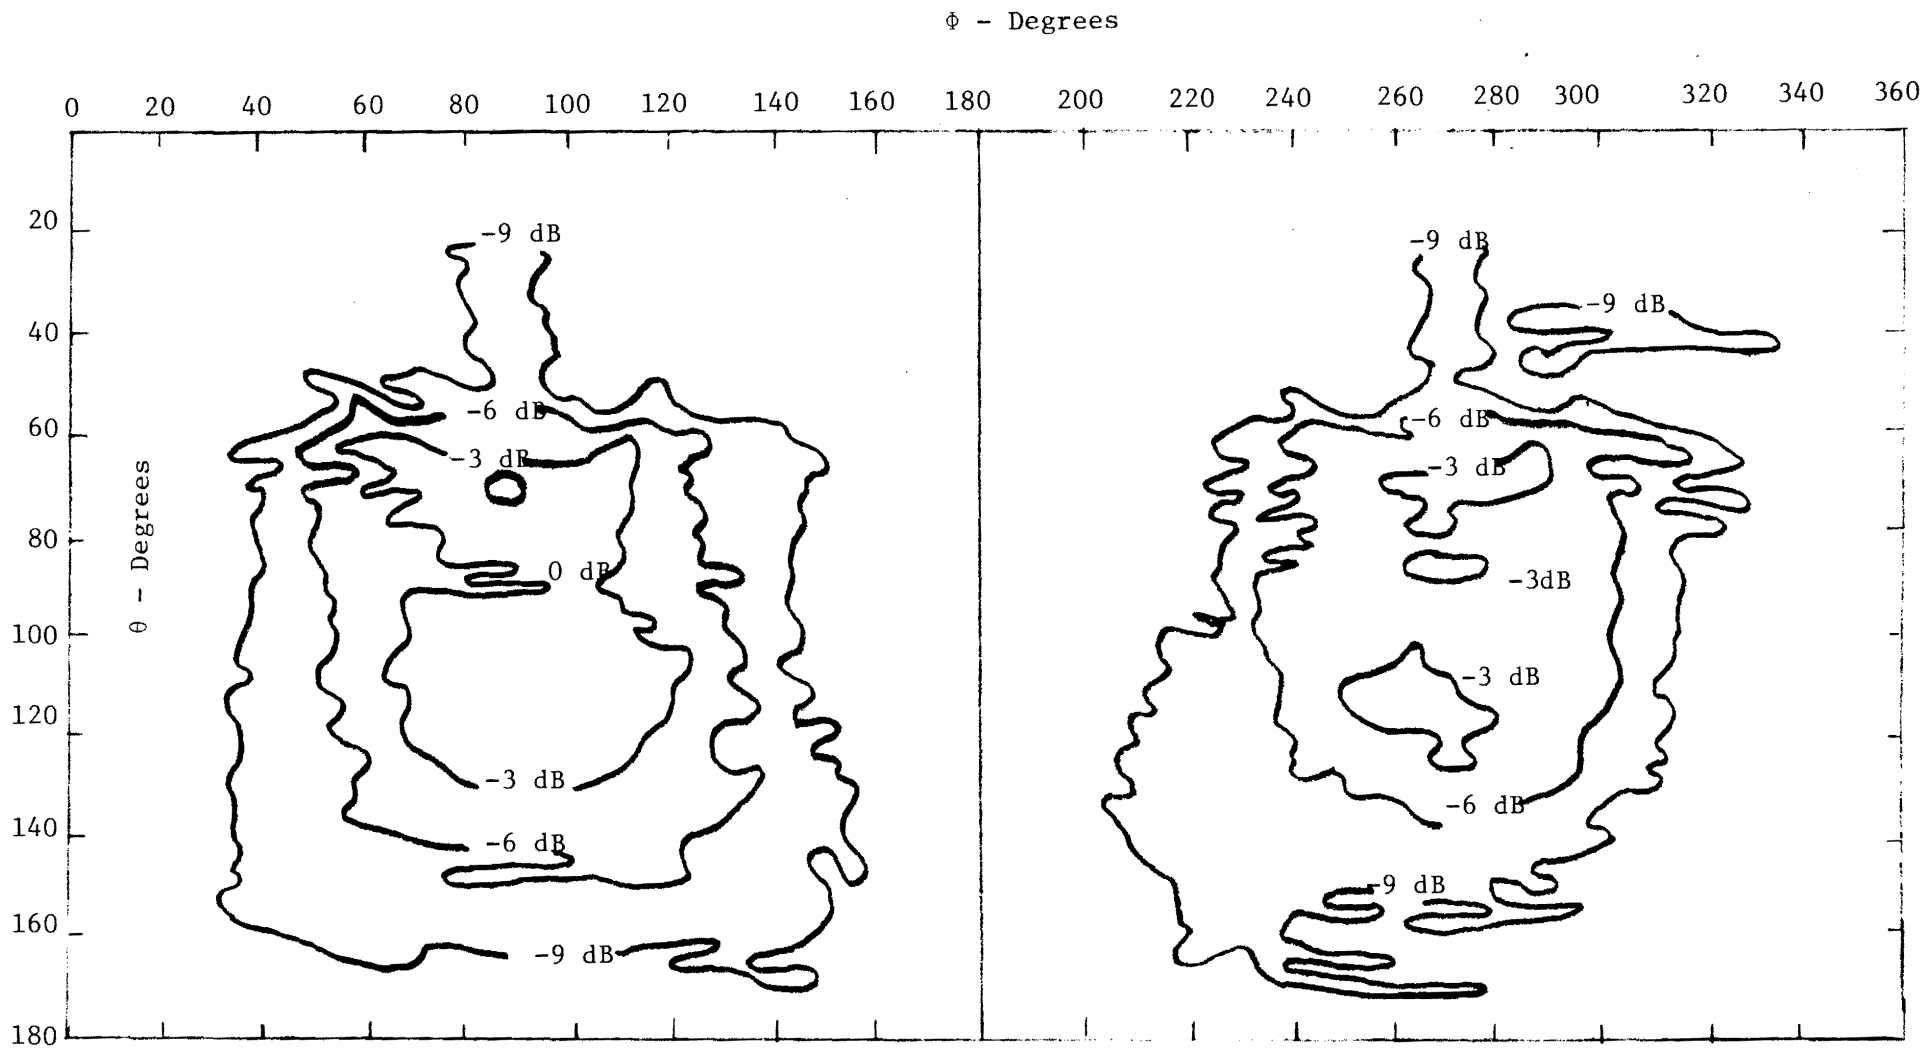 Φ - Degrees
0 20 40 60 80 100 120 140 160 180 200 220 240 260 280 300 320 340 360
20
-9 dB
-9 dB
-9 dB
40
-6 dB
-6 dB
60
-3 dB
-3 dB
80
0 dB
-3dB
θ - Degrees
100
-3 dB
120
-3 dB
-6 dB
140
-6 dB
-9 dB
160
-9 dB
180